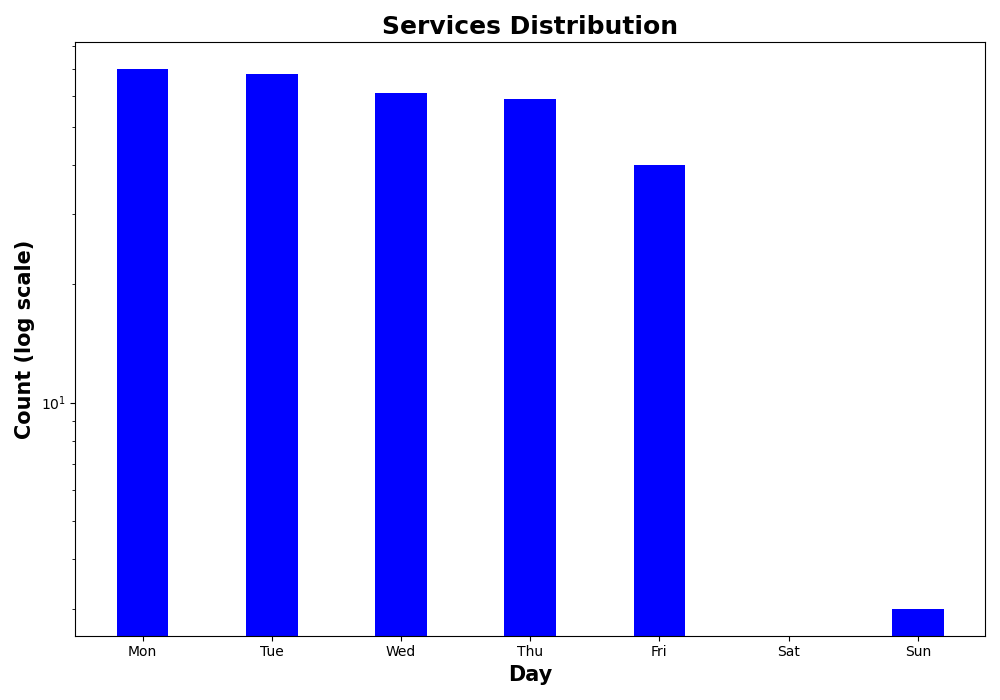 Services Distribution
Count (log scale)
10¹
Mon Tue Wed Thu Fri Sat Sun
Day